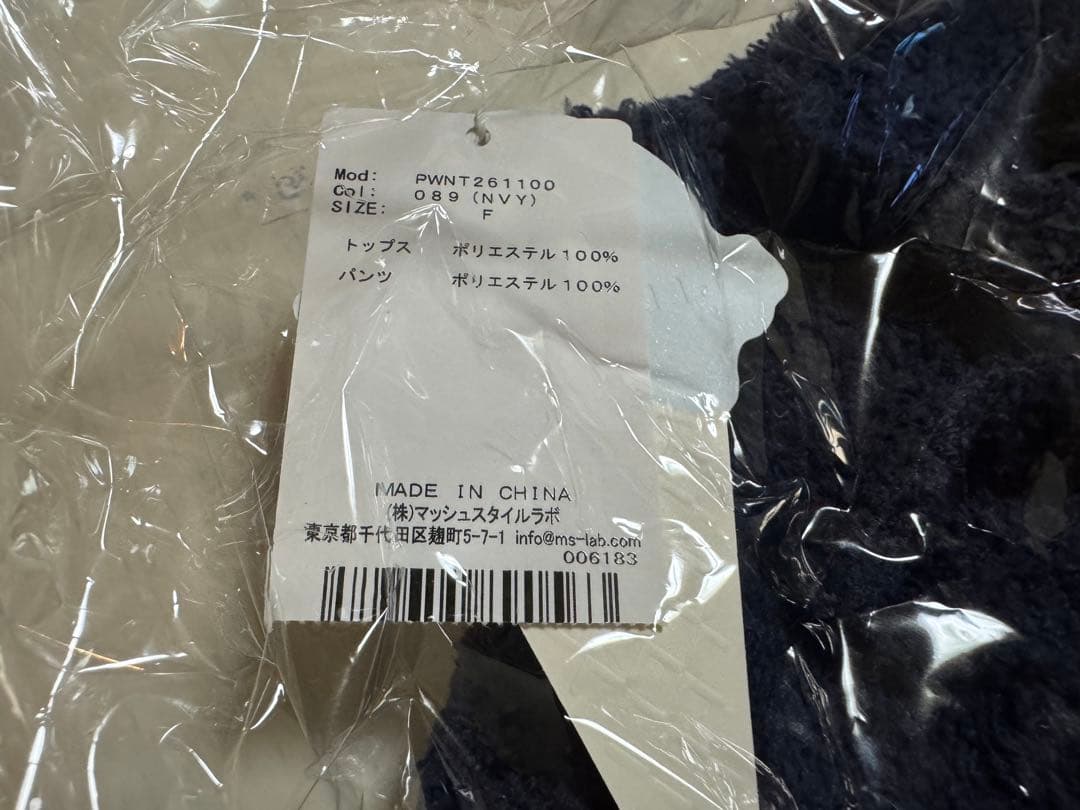 Mod: PWNT261100
Col: 089(NVY)
SIZE: F
トップス ポリエステル100%
パンツ ポリエステル100%
MADE IN CHINA
(株)マッシュスタイルラボ
東京都千代田区麹町5-7-1 info@ms-lab.com
006183